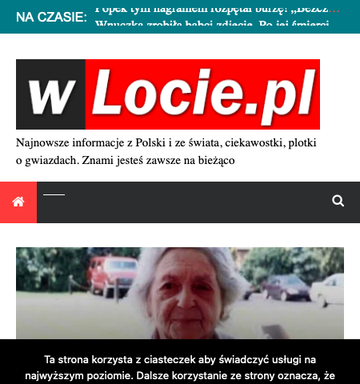 NA CZASIE:
Popek tym nagraniem rozpętał burzę! „Bezcz...
Wnuczka zrobiła babci zdjęcie. Po jej śmierci
w Locie.pl
Najnowsze informacje z Polski i ze świata, ciekawostki, plotki
o gwiazdach. Znami jesteś zawsze na bieżąco
Ta strona korzysta z ciasteczek aby świadczyć usługi na
najwyższym poziomie. Dalsze korzystanie ze strony oznacza, że